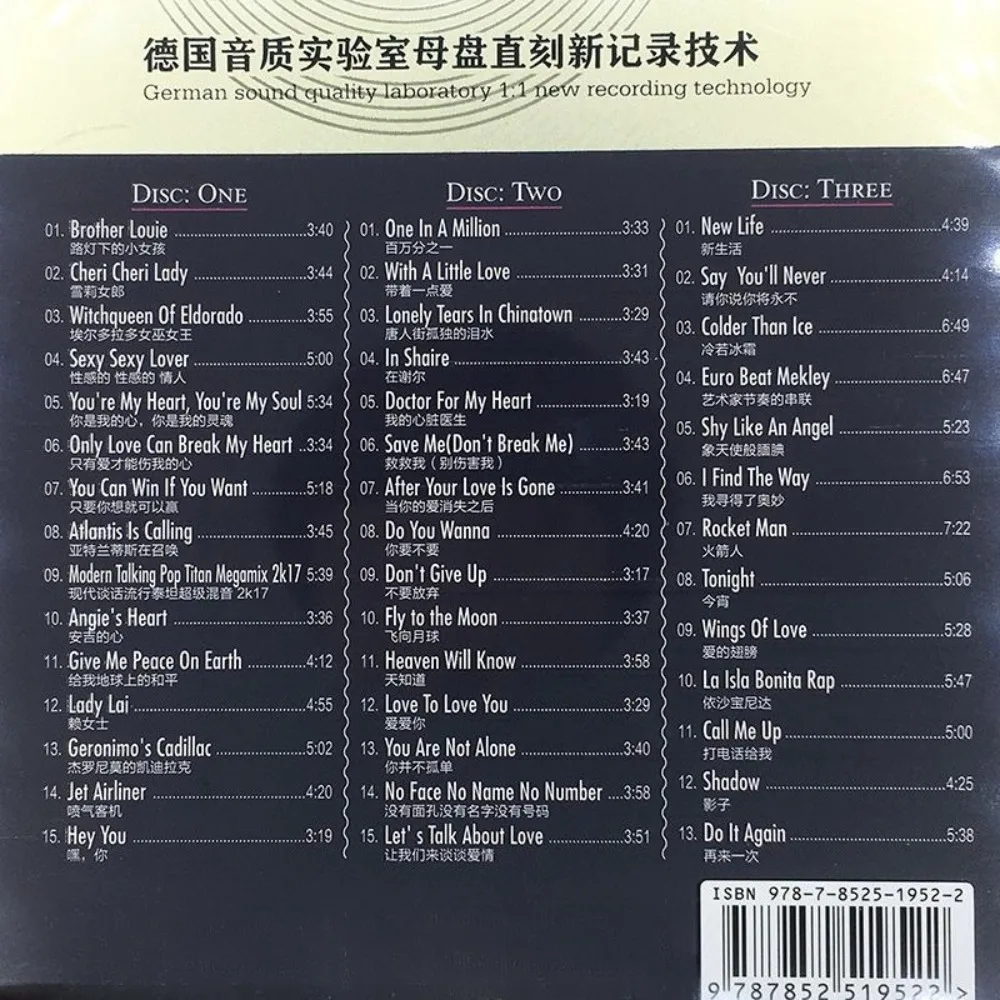 德国音质实验室母盘直刻新记录技术
German sound quality laboratory 1:1 new recording technology
DISC: ONE
01. Brother Louie 3:40
路灯下的小女孩
02. Cheri Cheri Lady 3:44
雪莉女郎
03. Witchqueen Of Eldorado 3:55
埃尔多拉多女巫女王
04. Sexy Sexy Lover 5:00
性感的 性感的 情人
05. You're My Heart, You're My Soul 5:34
你是我的心，你是我的灵魂
06. Only Love Can Break My Heart 3:34
只有爱才能伤我的心
07. You Can Win If You Want 5:18
只要你想就可以赢
08. Atlantis Is Calling 3:45
亚特兰蒂斯在召唤
09. Modern Talking Pop Titan Megamix 2k17 5:39
现代谈话流行泰坦超级混音 2k17
10. Angie's Heart 3:36
安吉的心
11. Give Me Peace On Earth 4:12
给我地球上的和平
12. Lady Lai 4:55
赖女士
13. Geronimo's Cadillac 5:02
杰罗尼莫的凯迪拉克
14. Jet Airliner 4:20
喷气客机
15. Hey You 3:19
嘿，你
DISC: TWO
01. One In A Million 3:33
百万分之一
02. With A Little Love 3:31
带着一点爱
03. Lonely Tears In Chinatown 3:29
唐人街孤独的泪水
04. In Shaire 3:43
在谢尔
05. Doctor For My Heart 3:19
我的心脏医生
06. Save Me(Don't Break Me) 3:43
救救我（别伤害我）
07. After Your Love Is Gone 3:41
当你的爱消失之后
08. Do You Wanna 4:20
你要不要
09. Don't Give Up 3:17
不要放弃
10. Fly to the Moon 3:37
飞向月球
11. Heaven Will Know 3:58
天知道
12. Love To Love You 3:29
爱爱你
13. You Are Not Alone 3:40
你并不孤单
14. No Face No Name No Number 3:58
没有面孔没有名字没有号码
15. Let's Talk About Love 3:51
让我们来谈谈爱情
DISC: THREE
01. New Life 4:39
新生活
02. Say You'll Never 4:14
请你说你将永不
03. Colder Than Ice 6:49
冷若冰霜
04. Euro Beat Mekley 6:47
艺术家节奏的串联
05. Shy Like An Angel 5:23
象天使般腼腆
06. I Find The Way 6:53
我寻得了奥妙
07. Rocket Man 7:22
火箭人
08. Tonight 5:06
今宵
09. Wings Of Love 5:28
爱的翅膀
10. La Isla Bonita Rap 5:47
依沙宝尼达
11. Call Me Up 5:00
打电话给我
12. Shadow 4:25
影子
13. Do It Again 5:38
再来一次
ISBN 978-7-8525-1952-2
9 787852 519522 >